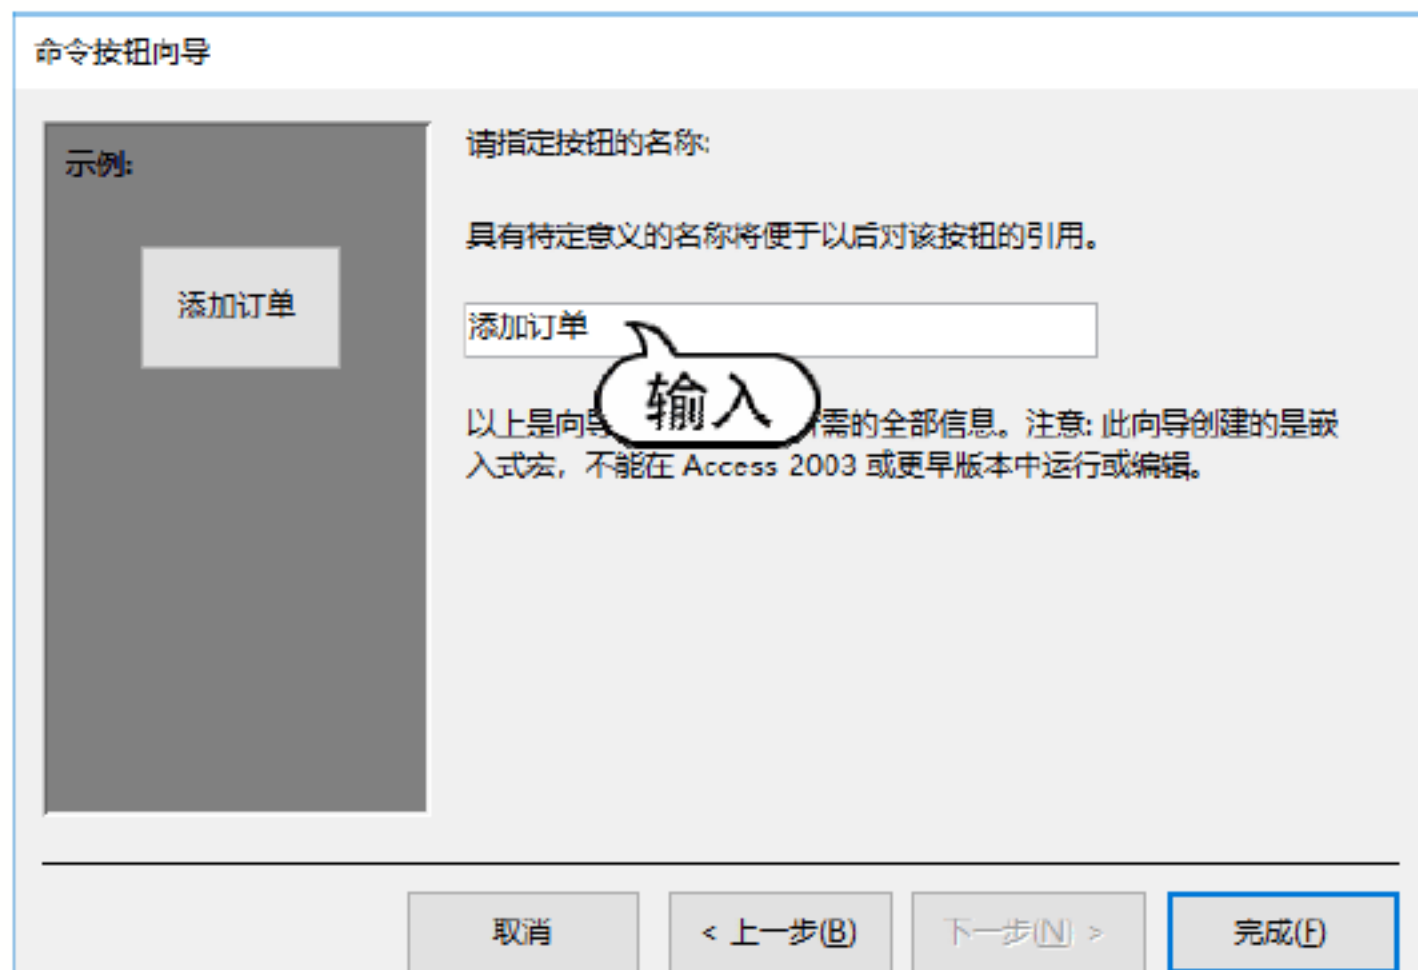 命令按钮向导
示例:
添加订单
请指定按钮的名称:
具有特定意义的名称将便于以后对该按钮的引用。
添加订单
输入
以上是向导 需的全部信息。注意: 此向导创建的是嵌
入式宏，不能在 Access 2003 或更早版本中运行或编辑。
取消
< 上一步(B)
下一步(N) >
完成(F)